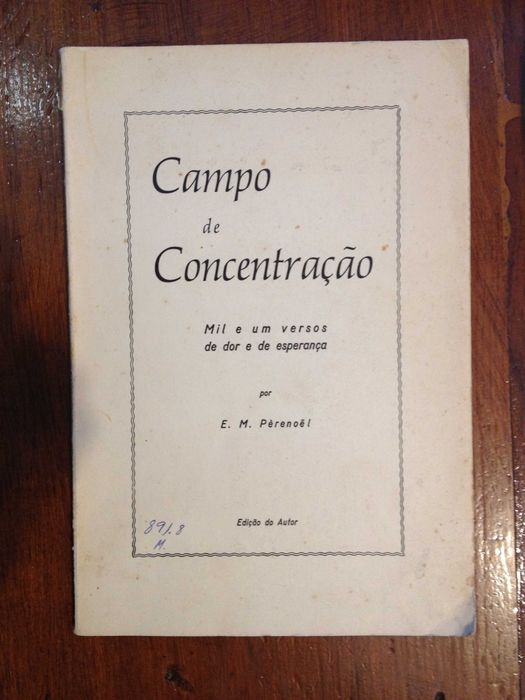 Campo
de
Concentração
Mil e um versos
de dor e de esperança
por
E. M. Pèrenoël
Edição do Autor
891.8
M.